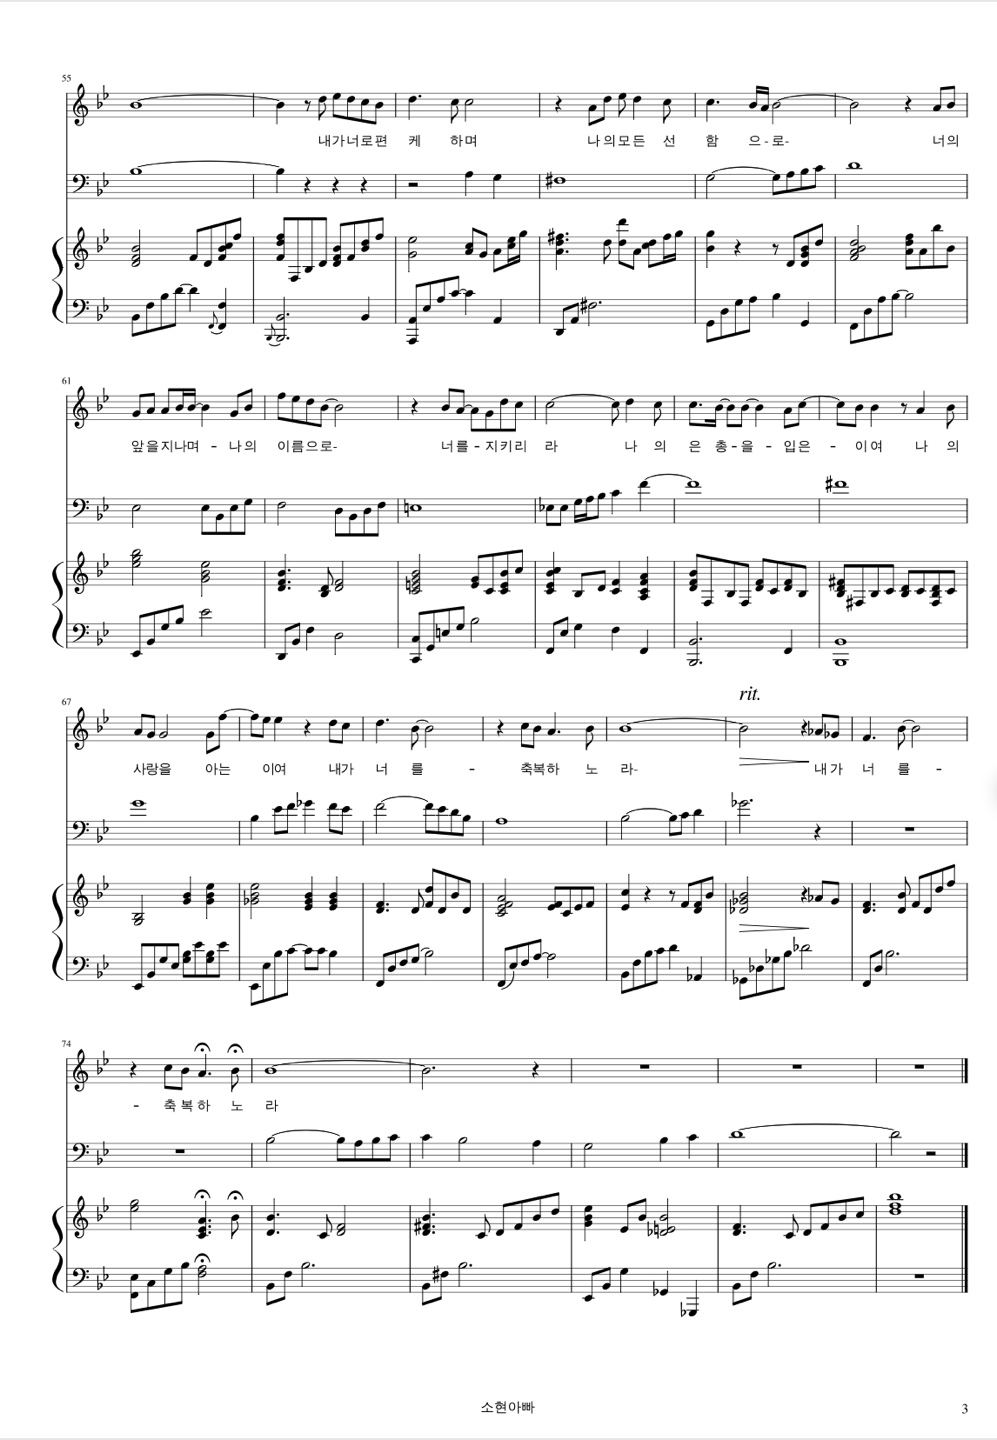 55
내가 너로 편 케 하며 나의 모든 선 함 으 - 로- 너의
61
앞을 지나며 - 나의 이름으로- 너를 - 지키리 라 나 의 은 총 - 을 - 입은 - 이여 나 의
rit.
67
사랑을 아는 이여 내가 너 를 - 축복하 노 라- 내가 너 를 -
74
- 축복하 노 라
소현아빠
3